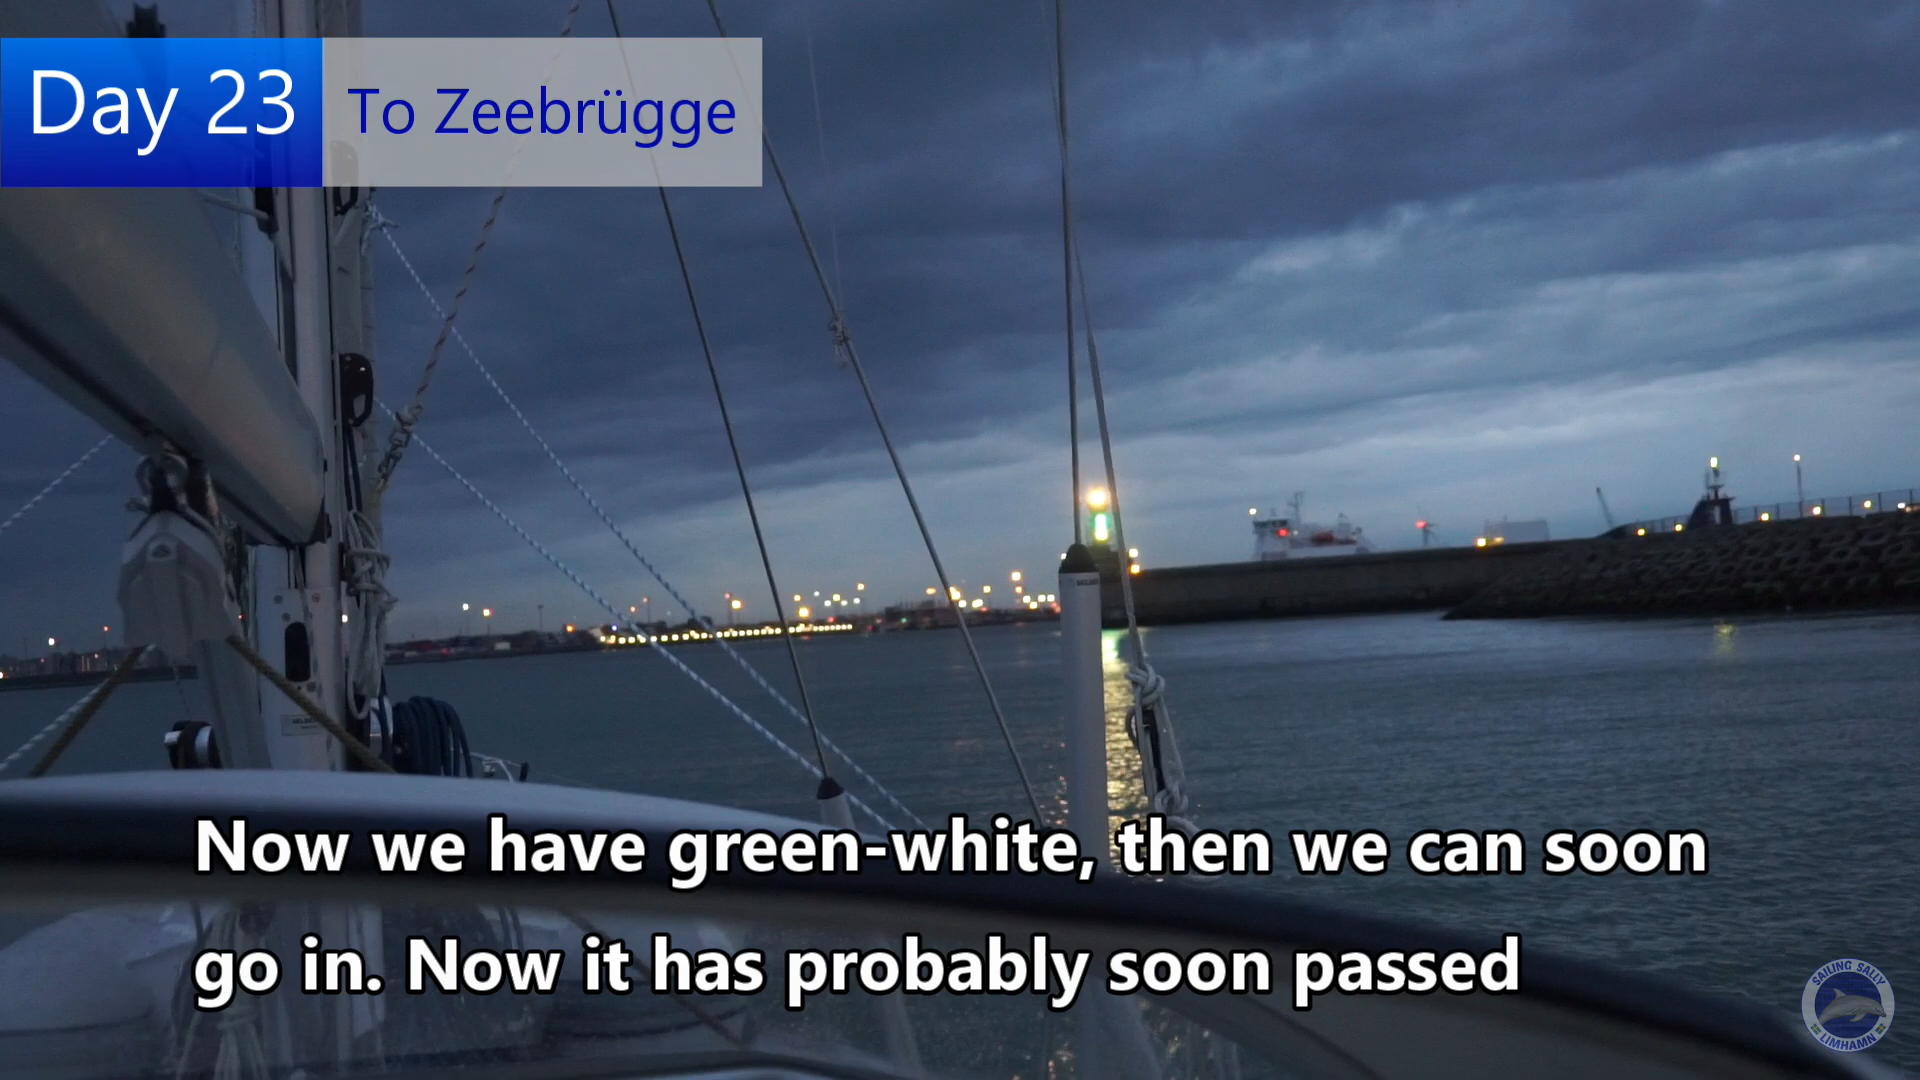 Day 23
To Zeebrügge
Now we have green-white, then we can soon
go in. Now it has probably soon passed
SAILING SALLY
LIMHAMN